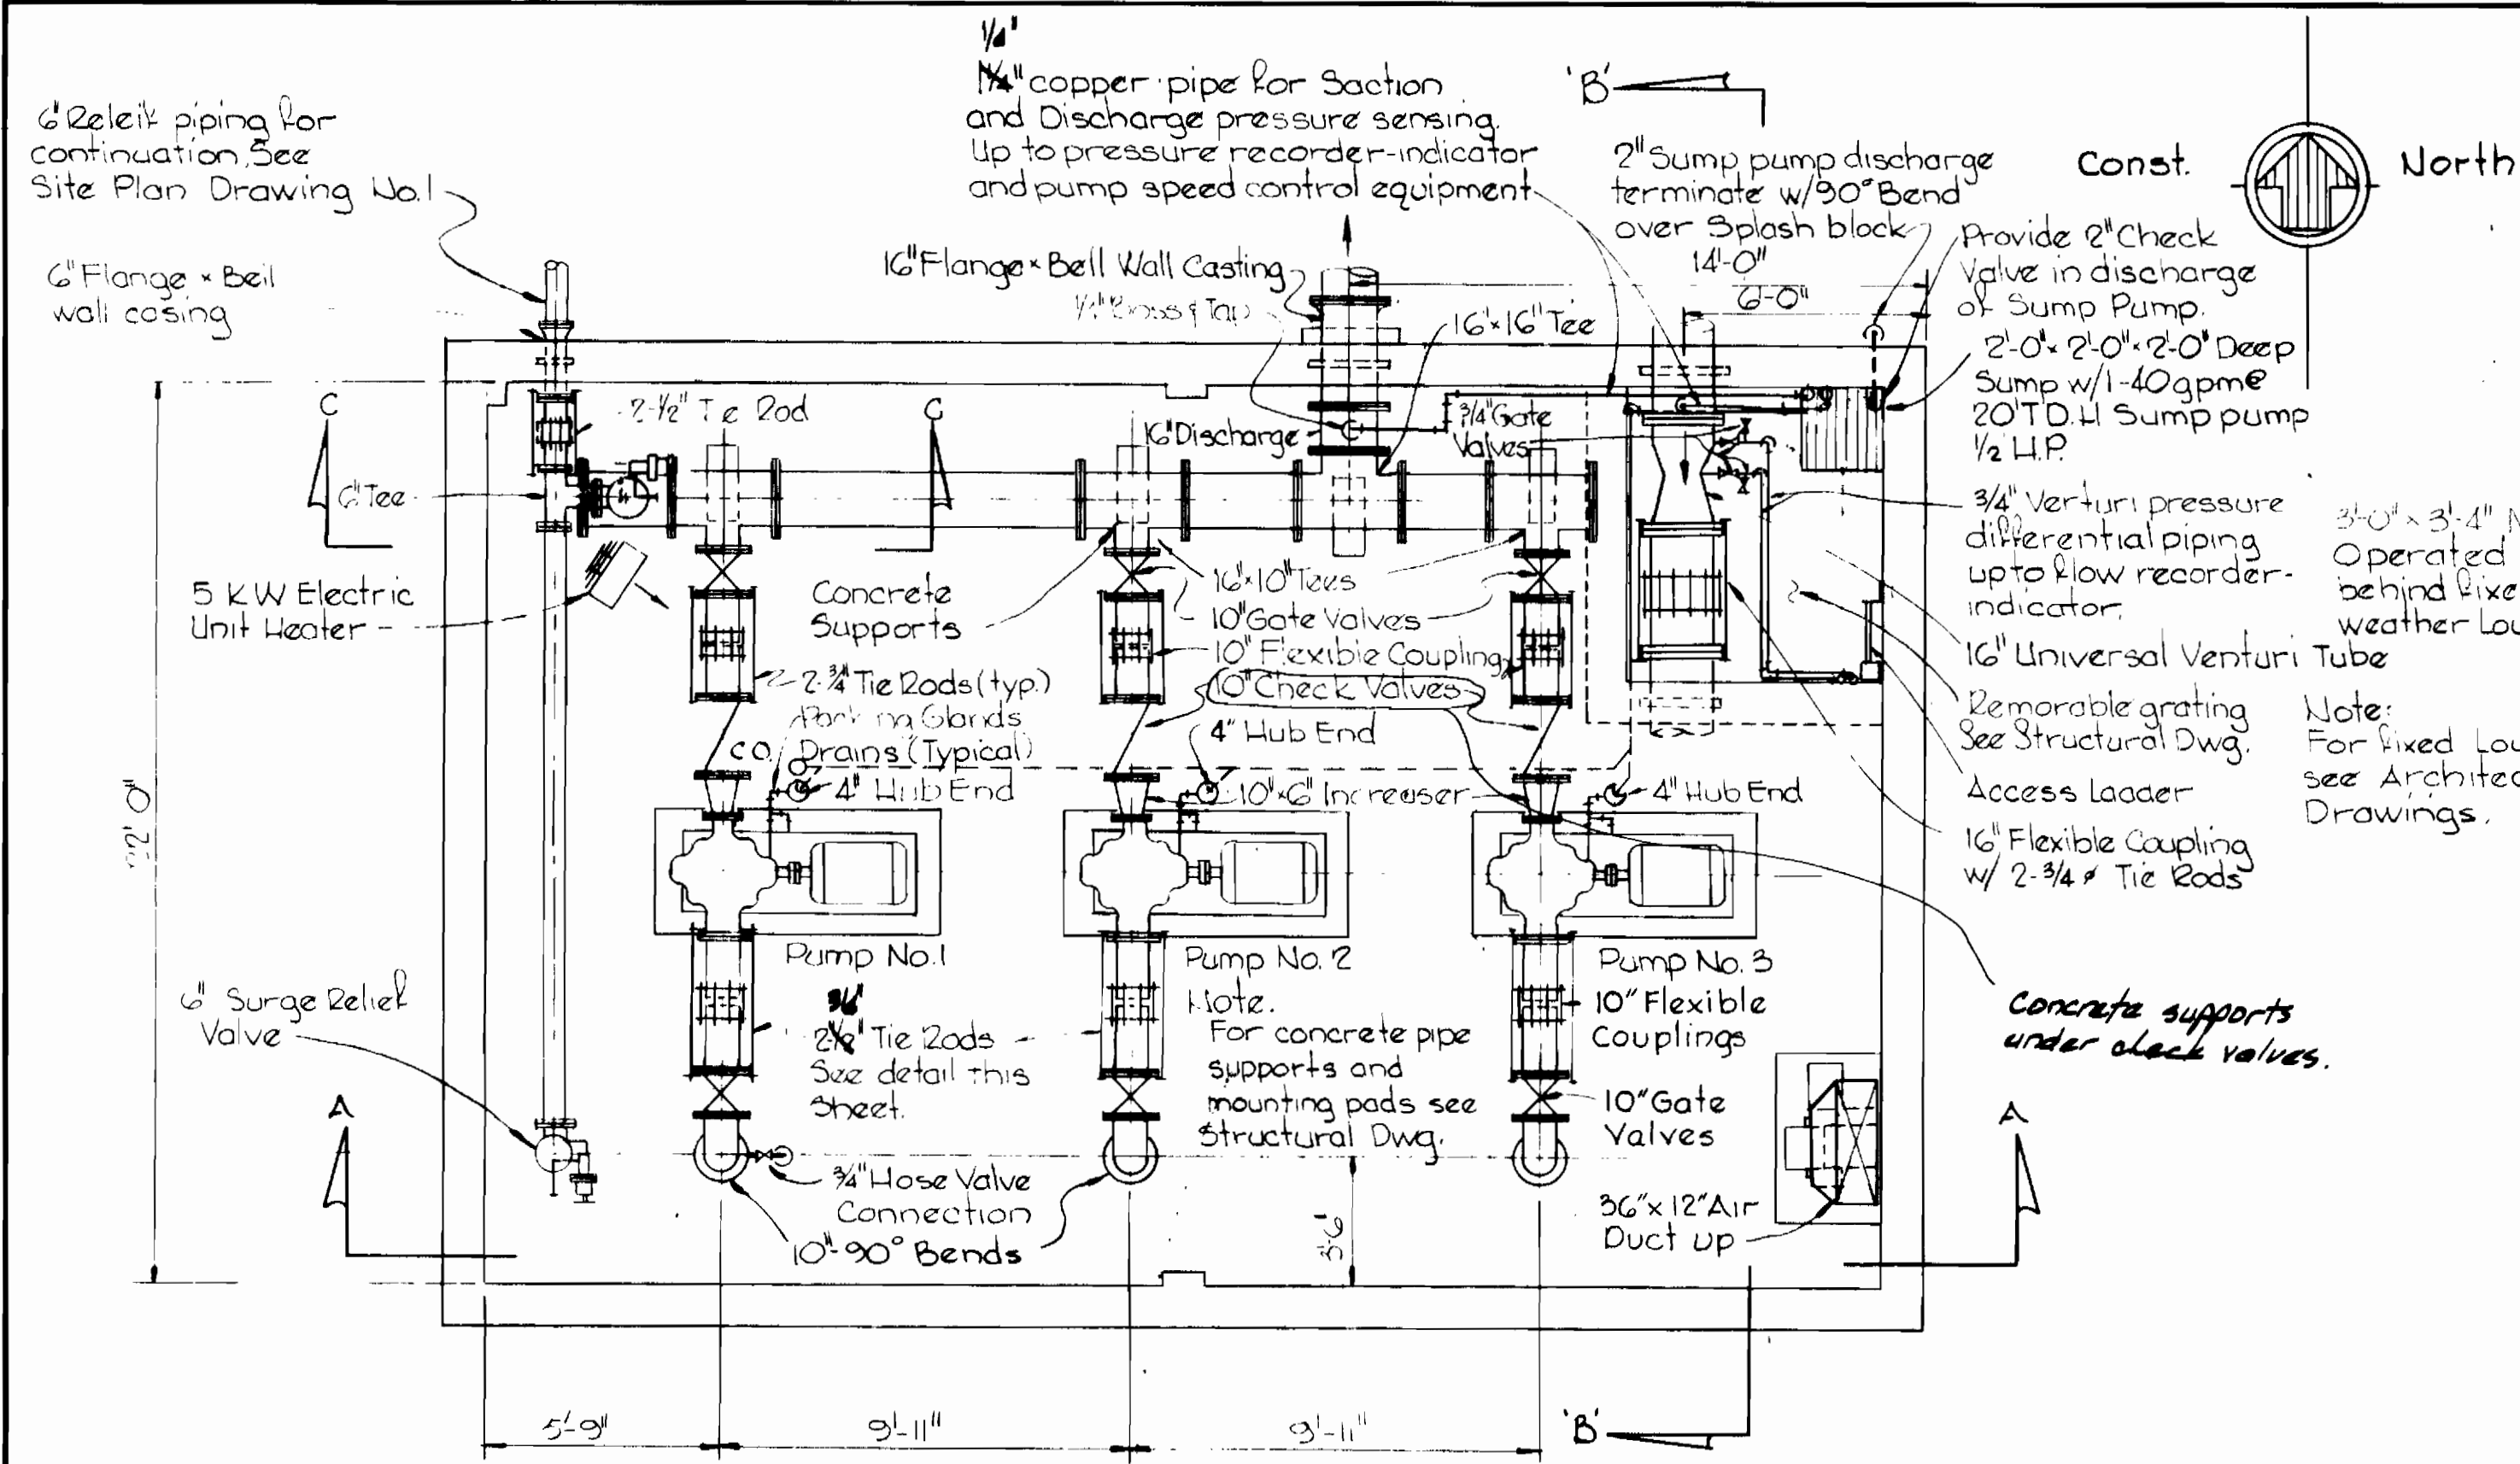 1/4"
1 1/4" copper pipe for Saction
and Discharge pressure sensing.
Up to pressure recorder-indicator
and pump speed control equipment
'B'
6" Releif piping for
continuation, See
Site Plan Drawing No.1
2" Sump pump discharge
terminate w/90° Bend
over Splash block
Const.
North
6" Flange x Bell
wall casing
16" Flange x Bell Wall Casting
14'-0"
6'-0"
Provide 2" Check
Valve in discharge
of Sump Pump.
& Tap
16"x16" Tee
2'-0"x 2'-0"x 2'-0" Deep
Sump w/1-40 gpm@
20' T.D.H Sump pump
1/2 H.P.
C
2-1/2" Tie Rod
C
16" Discharge
3/4" Gate
Valves
6" Tee
3/4" Verturi pressure
differential piping
up to flow recorder-
indicator.
3'-0" x 3'-4"
Operated
behind fixe
weather Lou
5 KW Electric
Unit Heater
Concrete
Supports
16"x10" Tees
10" Gate Valves
10" Flexible Coupling
10" Check Valves
16" Universal Venturi Tube
2-3/4" Tie Rods (typ.)
Packing Glands
Drains (Typical)
C.O.
4" Hub End
4" Hub End
10"x6" Increaser
4" Hub End
Removable grating
See Structural Dwg.
Note:
For fixed Lou
see Architec
Drawings.
Access Ladder
16" Flexible Coupling
w/ 2-3/4 ø Tie Rods
Pump No.1
Pump No. 2
Pump No. 3
6" Surge Relief
Valve
Tie Rods
See detail this
Sheet.
Note.
For concrete pipe
supports and
mounting pads see
Structural Dwg.
10" Flexible
Couplings
Concrete supports
under check valves.
A
10" Gate
Valves
A
3/4" Hose Valve
Connection
10"-90° Bends
36"x12" Air
Duct up
5'-9"
9'-11"
9'-11"
'B'